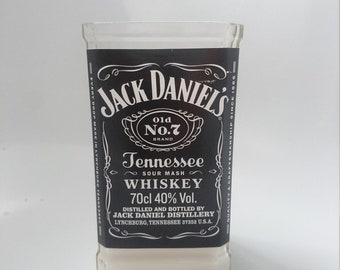 JACK DANIEL'S
Old
No.7
BRAND
Tennessee
SOUR MASH
WHISKEY
70cl 40% Vol.
DISTILLED AND BOTTLED BY
JACK DANIEL DISTILLERY
LYNCHBURG, TENNESSEE 37352 U.S.A.